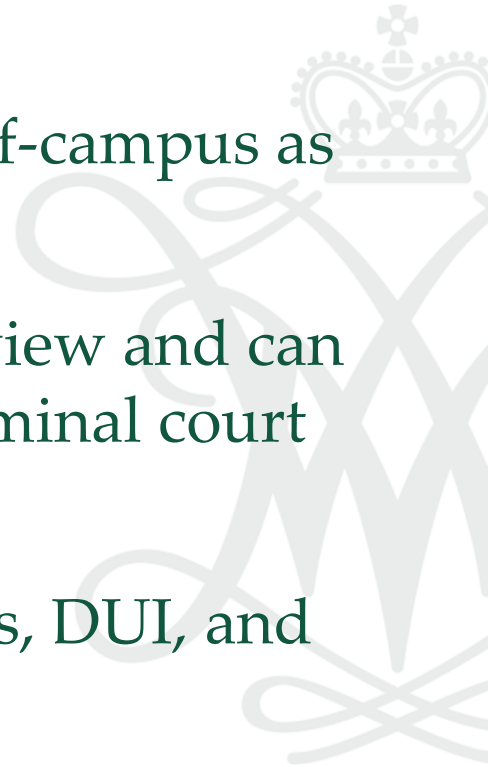 f-campus as
view and can
minal court
s, DUI, and